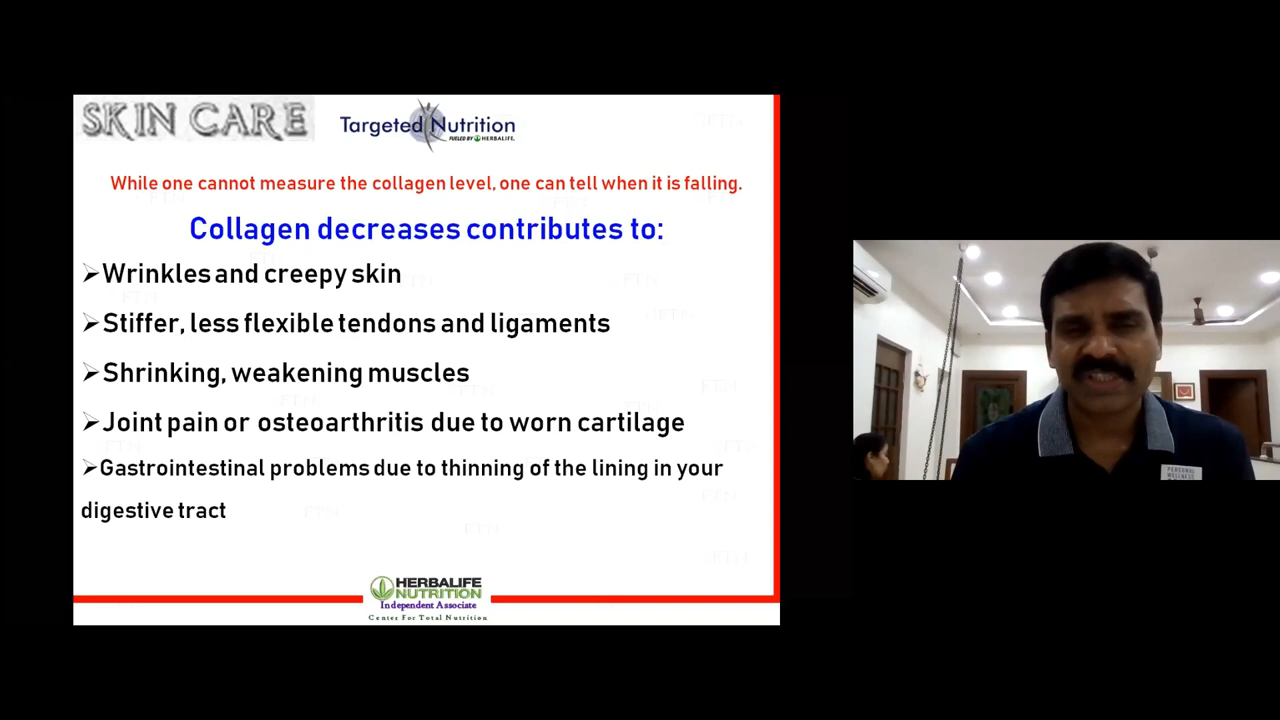 SKIN CARE
Targeted Nutrition
FUELED BY HERBALIFE.
While one cannot measure the collagen level, one can tell when it is falling.
Collagen decreases contributes to:
➢Wrinkles and creepy skin
➢Stiffer, less flexible tendons and ligaments
➢Shrinking, weakening muscles
➢Joint pain or osteoarthritis due to worn cartilage
➢Gastrointestinal problems due to thinning of the lining in your
digestive tract
HERBALIFE
NUTRITION
Independent Associate
Center For Total Nutrition
PERSONAL
WELLNESS